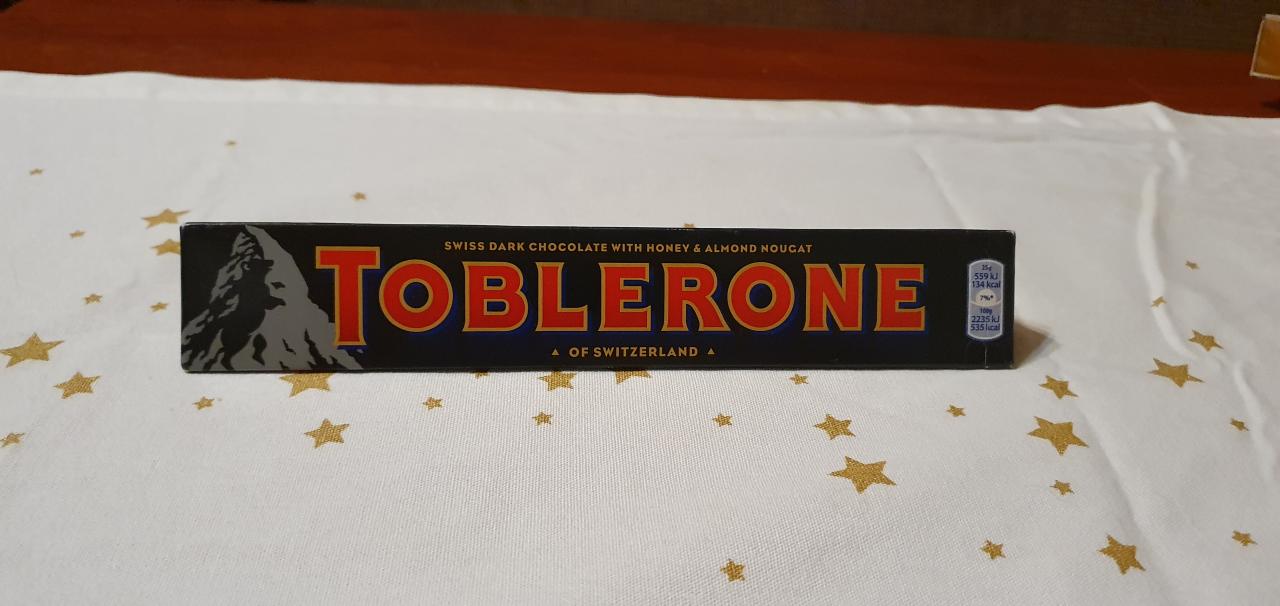 SWISS DARK CHOCOLATE WITH HONEY & ALMOND NOUGAT
TOBLERONE
OF SWITZERLAND
25g
559 kJ
134 kcal
7%*
100g
2235 kJ
535 kcal